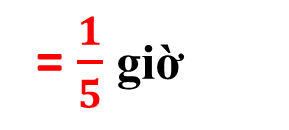 = 1/5 giờ